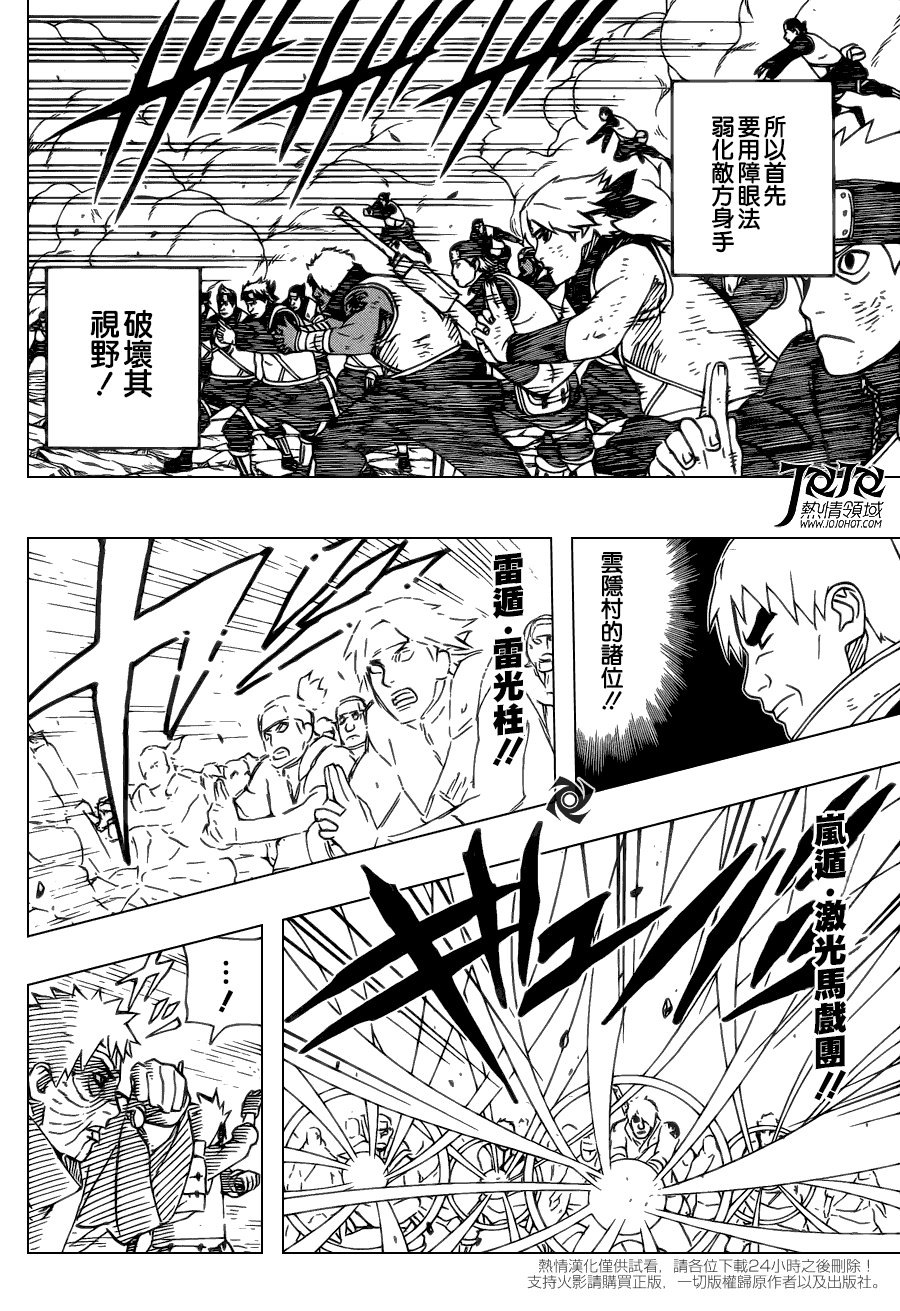 所以首先
要用障眼法
弱化敵方身手
破壞其
視野！
JOJO
熱情領域
WWW.JOJOHOT.COM
雲隱村的諸位！！
雷遁·雷光柱！！
嵐遁·激光馬戲團！！
…！
熱情漢化僅供試看，請各位下載24小時之後刪除！
支持火影請購買正版，一切版權歸原作者以及出版社。